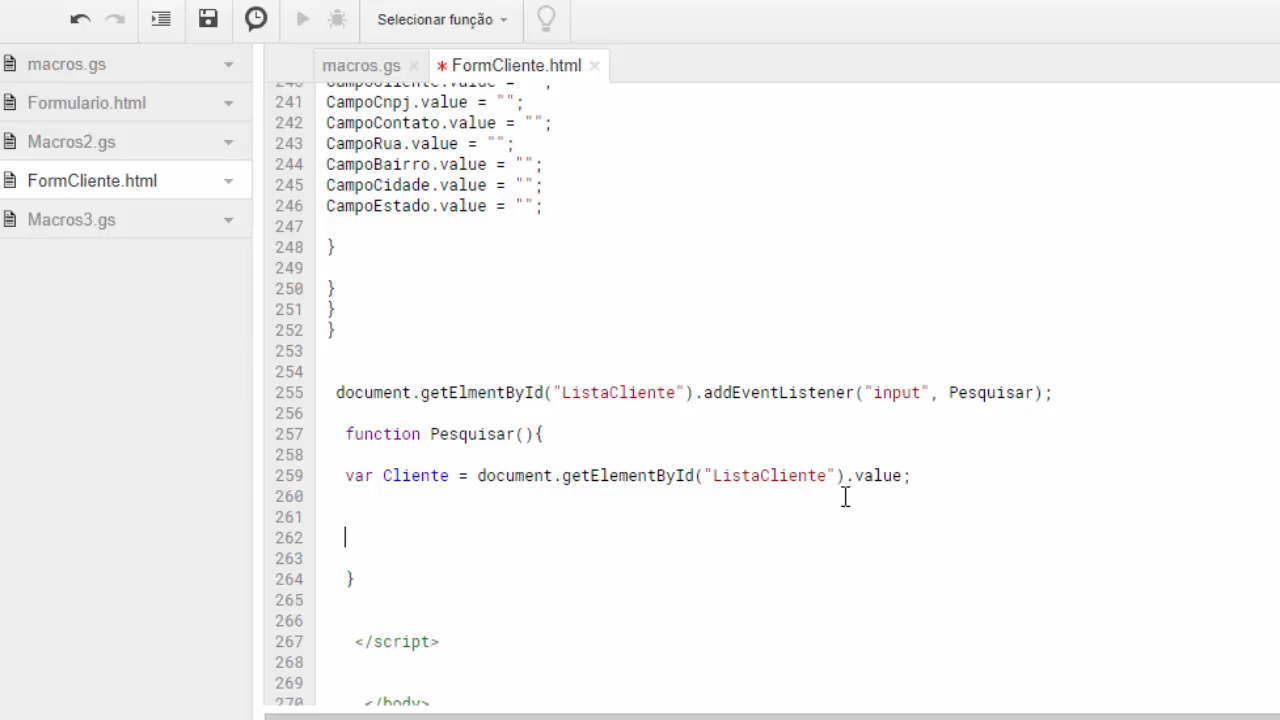 Selecionar função
macros.gs
Formulario.html
Macros2.gs
FormCliente.html
Macros3.gs
macros.gs ×
* FormCliente.html ×
241 CampoCnpj.value = "";
242 CampoContato.value = "";
243 CampoRua.value = "";
244 CampoBairro.value = "";
245 CampoCidade.value = "";
246 CampoEstado.value = "";
247
248 }
249
250 }
251 }
252 }
253
254
255 document.getElmentById("ListaCliente").addEventListener("input", Pesquisar);
256
257 function Pesquisar(){
258
259 var Cliente = document.getElementById("ListaCliente").value;
260
261
262
263
264 }
265
266
267 </script>
268
269
270 </body>